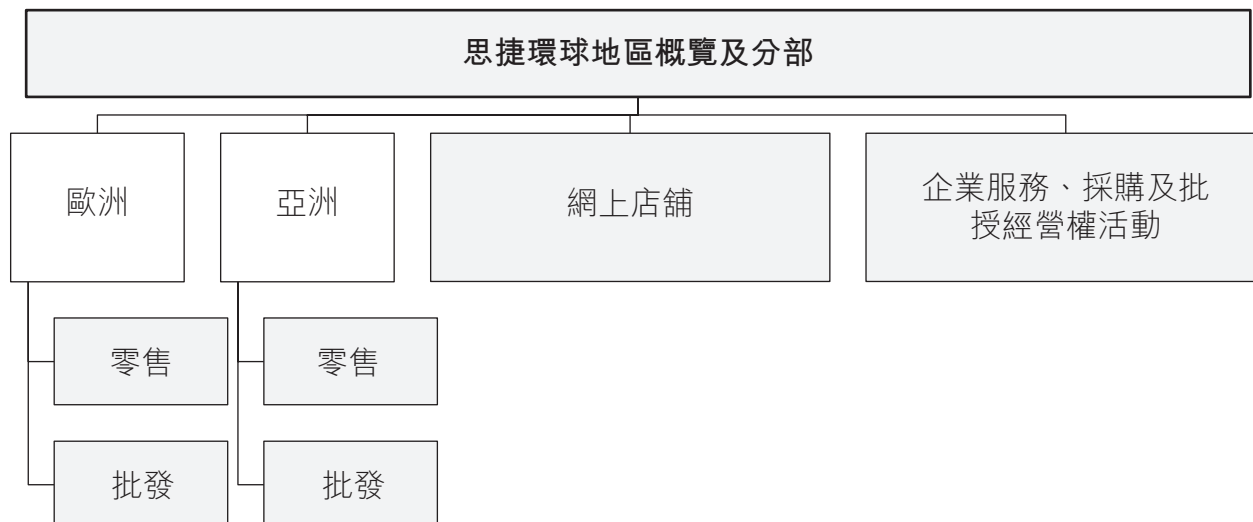 思捷環球地區概覽及分部
歐洲
亞洲
網上店舖
企業服務、採購及批
授經營權活動
零售
零售
批發
批發